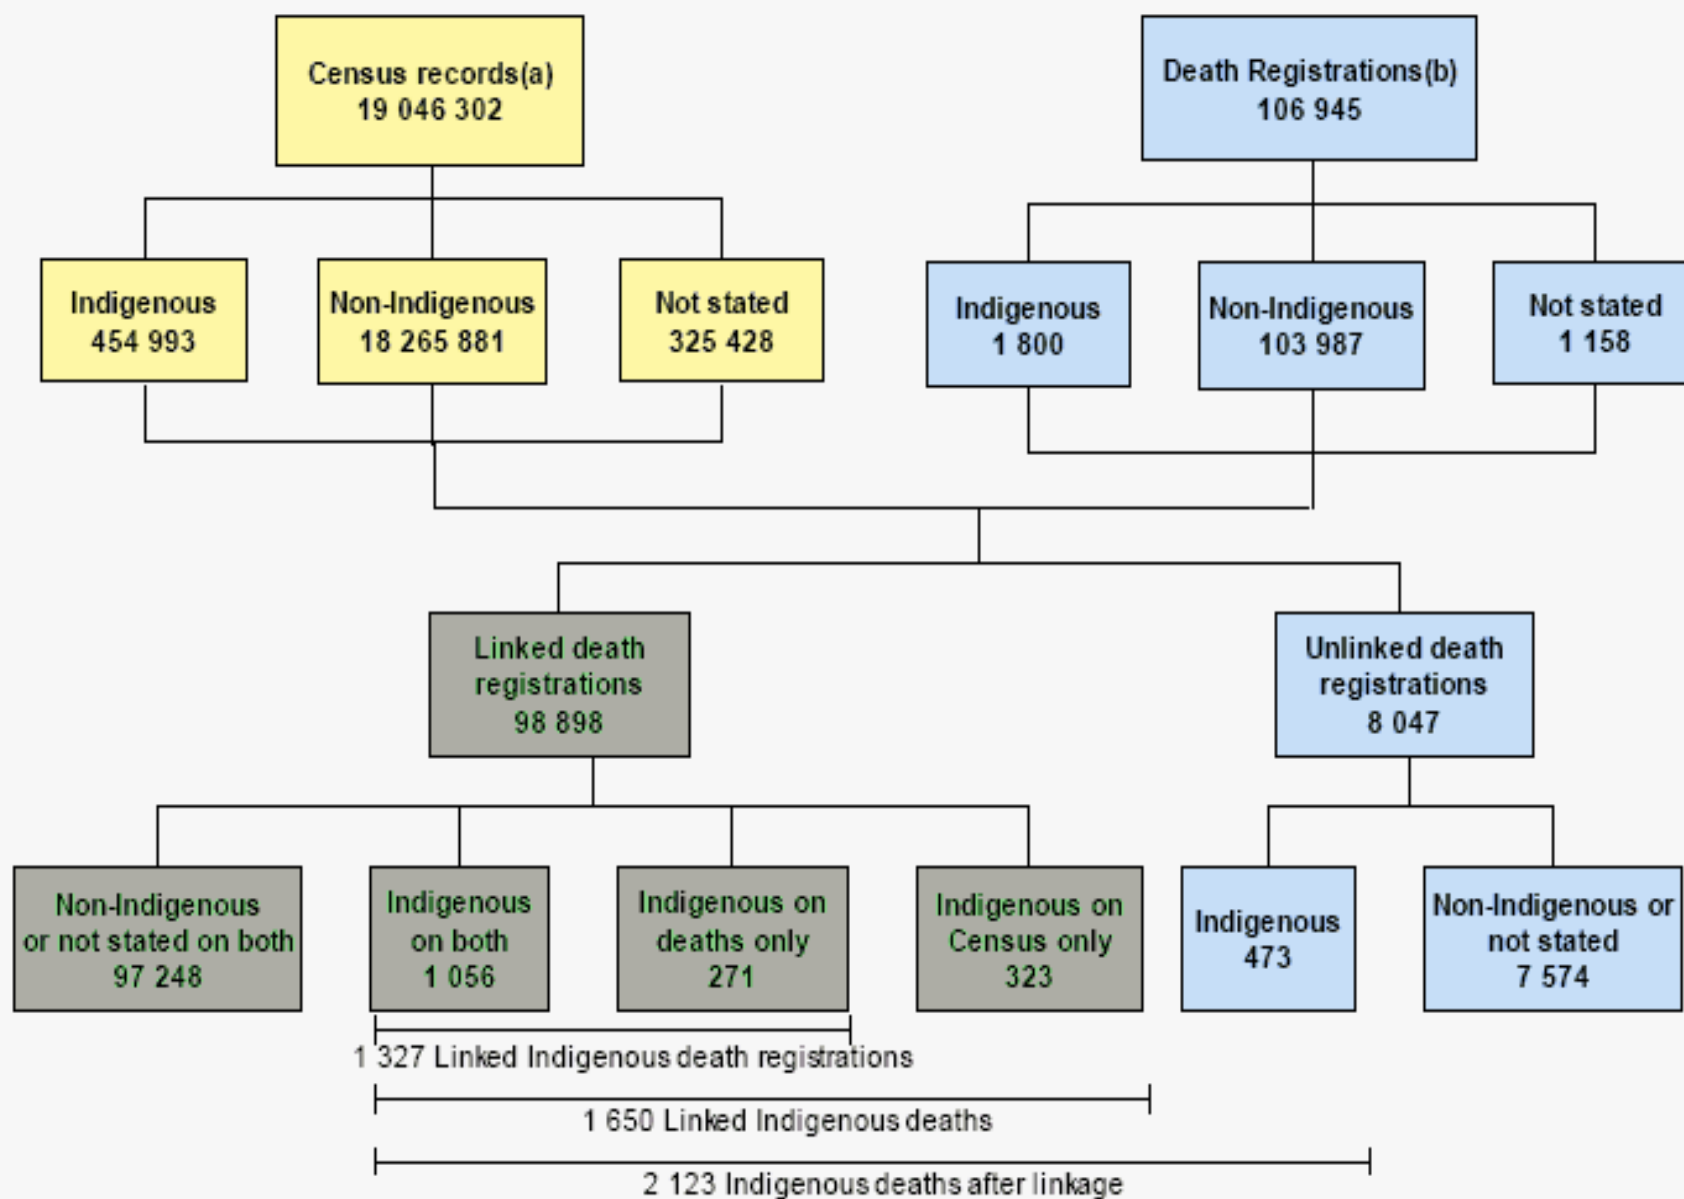 Census records(a)
19 046 302
Death Registrations(b)
106 945
Indigenous
454 993
Non-Indigenous
18 265 881
Not stated
325 428
Indigenous
1 800
Non-Indigenous
103 987
Not stated
1 158
Linked death
registrations
98 898
Unlinked death
registrations
8 047
Non-Indigenous
or not stated on both
97 248
Indigenous
on both
1 056
Indigenous on
deaths only
271
Indigenous on
Census only
323
Indigenous
473
Non-Indigenous or
not stated
7 574
1 327 Linked Indigenous death registrations
1 650 Linked Indigenous deaths
2 123 Indigenous deaths after linkage